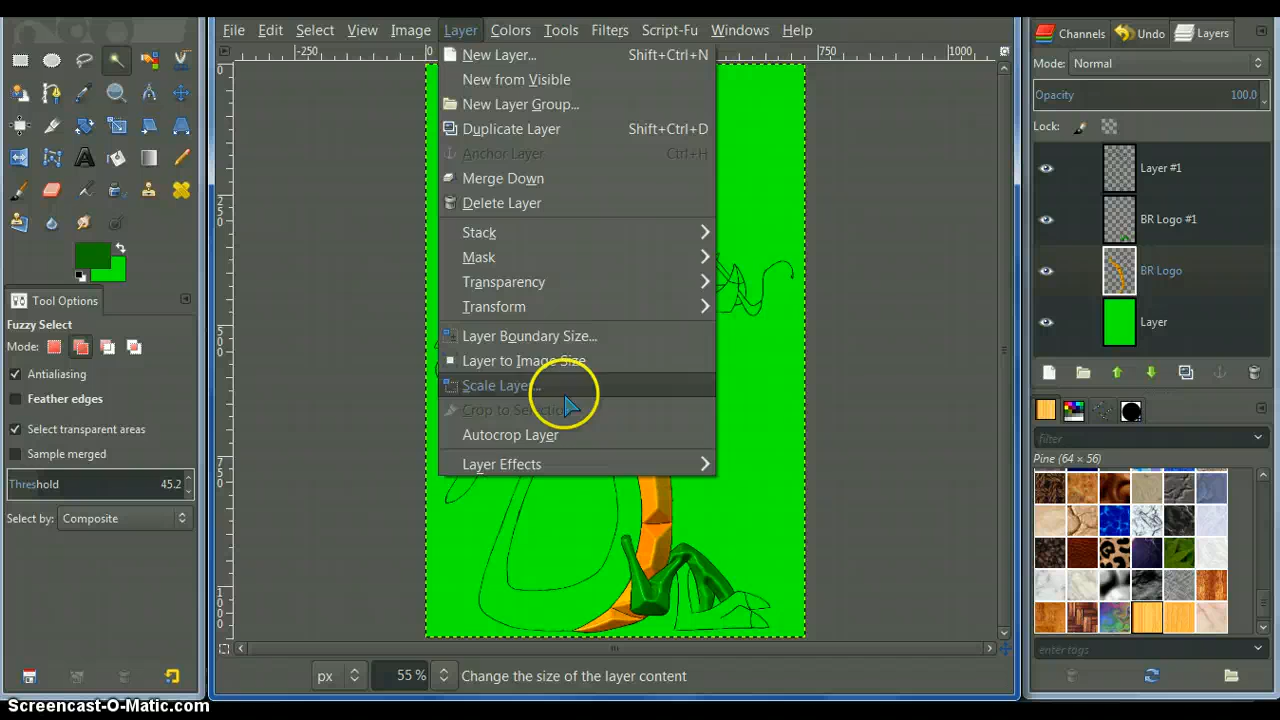 File Edit Select View Image Layer Colors Tools Filters Script-Fu Windows Help
-250 0 750 1000
New Layer... Shift+Ctrl+N
New from Visible
New Layer Group...
Duplicate Layer Shift+Ctrl+D
Anchor Layer Ctrl+H
Merge Down
Delete Layer
Stack
Mask
Transparency
Transform
Layer Boundary Size...
Layer to Image Size
Scale Layer...
Crop to Selection
Autocrop Layer
Layer Effects
Tool Options
Fuzzy Select
Mode:
Antialiasing
Feather edges
Select transparent areas
Sample merged
Threshold 45.2
Select by: Composite
Channels Undo Layers
Mode: Normal
Opacity 100.0
Lock:
Layer #1
BR Logo #1
BR Logo
Layer
filter
Pine (64 × 56)
enter tags
px 55 % Change the size of the layer content
Screencast-O-Matic.com